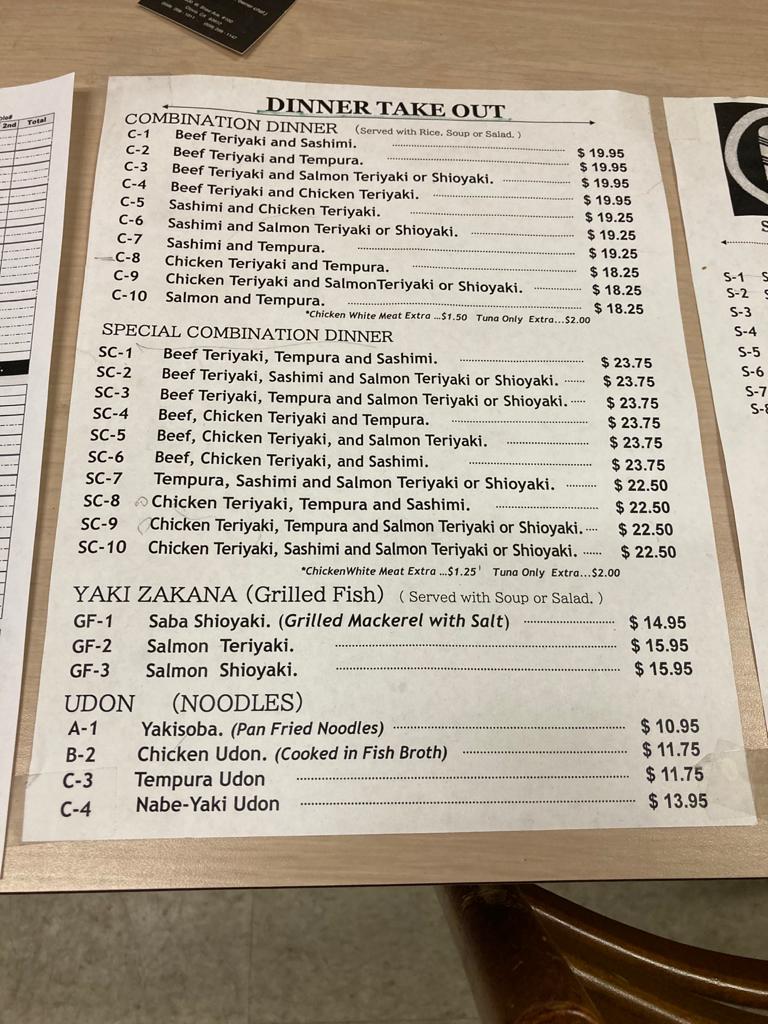 (owner-chef)
Clovis, CA. 93612
Total
2nd
DINNER TAKE OUT
COMBINATION DINNER (Served with Rice, Soup or Salad. )
C-1 Beef Teriyaki and Sashimi. $ 19.95
C-2 Beef Teriyaki and Tempura. $ 19.95
C-3 Beef Teriyaki and Salmon Teriyaki or Shioyaki. $ 19.95
C-4 Beef Teriyaki and Chicken Teriyaki. $ 19.95
C-5 Sashimi and Chicken Teriyaki. $ 19.25
C-6 Sashimi and Salmon Teriyaki or Shioyaki. $ 19.25
C-7 Sashimi and Tempura. $ 19.25
C-8 Chicken Teriyaki and Tempura. $ 18.25
C-9 Chicken Teriyaki and SalmonTeriyaki or Shioyaki. $ 18.25
C-10 Salmon and Tempura. $ 18.25
*Chicken White Meat Extra ...$1.50 Tuna Only Extra...$2.00
SPECIAL COMBINATION DINNER
SC-1 Beef Teriyaki, Tempura and Sashimi. $ 23.75
SC-2 Beef Teriyaki, Sashimi and Salmon Teriyaki or Shioyaki. $ 23.75
SC-3 Beef Teriyaki, Tempura and Salmon Teriyaki or Shioyaki. $ 23.75
SC-4 Beef, Chicken Teriyaki and Tempura. $ 23.75
SC-5 Beef, Chicken Teriyaki, and Salmon Teriyaki. $ 23.75
SC-6 Beef, Chicken Teriyaki, and Sashimi. $ 23.75
SC-7 Tempura, Sashimi and Salmon Teriyaki or Shioyaki. $ 22.50
SC-8 Chicken Teriyaki, Tempura and Sashimi. $ 22.50
SC-9 Chicken Teriyaki, Tempura and Salmon Teriyaki or Shioyaki. $ 22.50
SC-10 Chicken Teriyaki, Sashimi and Salmon Teriyaki or Shioyaki. $ 22.50
*ChickenWhite Meat Extra ...$1.25 Tuna Only Extra...$2.00
YAKI ZAKANA (Grilled Fish) ( Served with Soup or Salad. )
GF-1 Saba Shioyaki. (Grilled Mackerel with Salt) $ 14.95
GF-2 Salmon Teriyaki. $ 15.95
GF-3 Salmon Shioyaki. $ 15.95
UDON (NOODLES)
A-1 Yakisoba. (Pan Fried Noodles) $ 10.95
B-2 Chicken Udon. (Cooked in Fish Broth) $ 11.75
C-3 Tempura Udon $ 11.75
C-4 Nabe-Yaki Udon $ 13.95
S-1
S-2
S-3
S-4
S-5
S-6
S-7